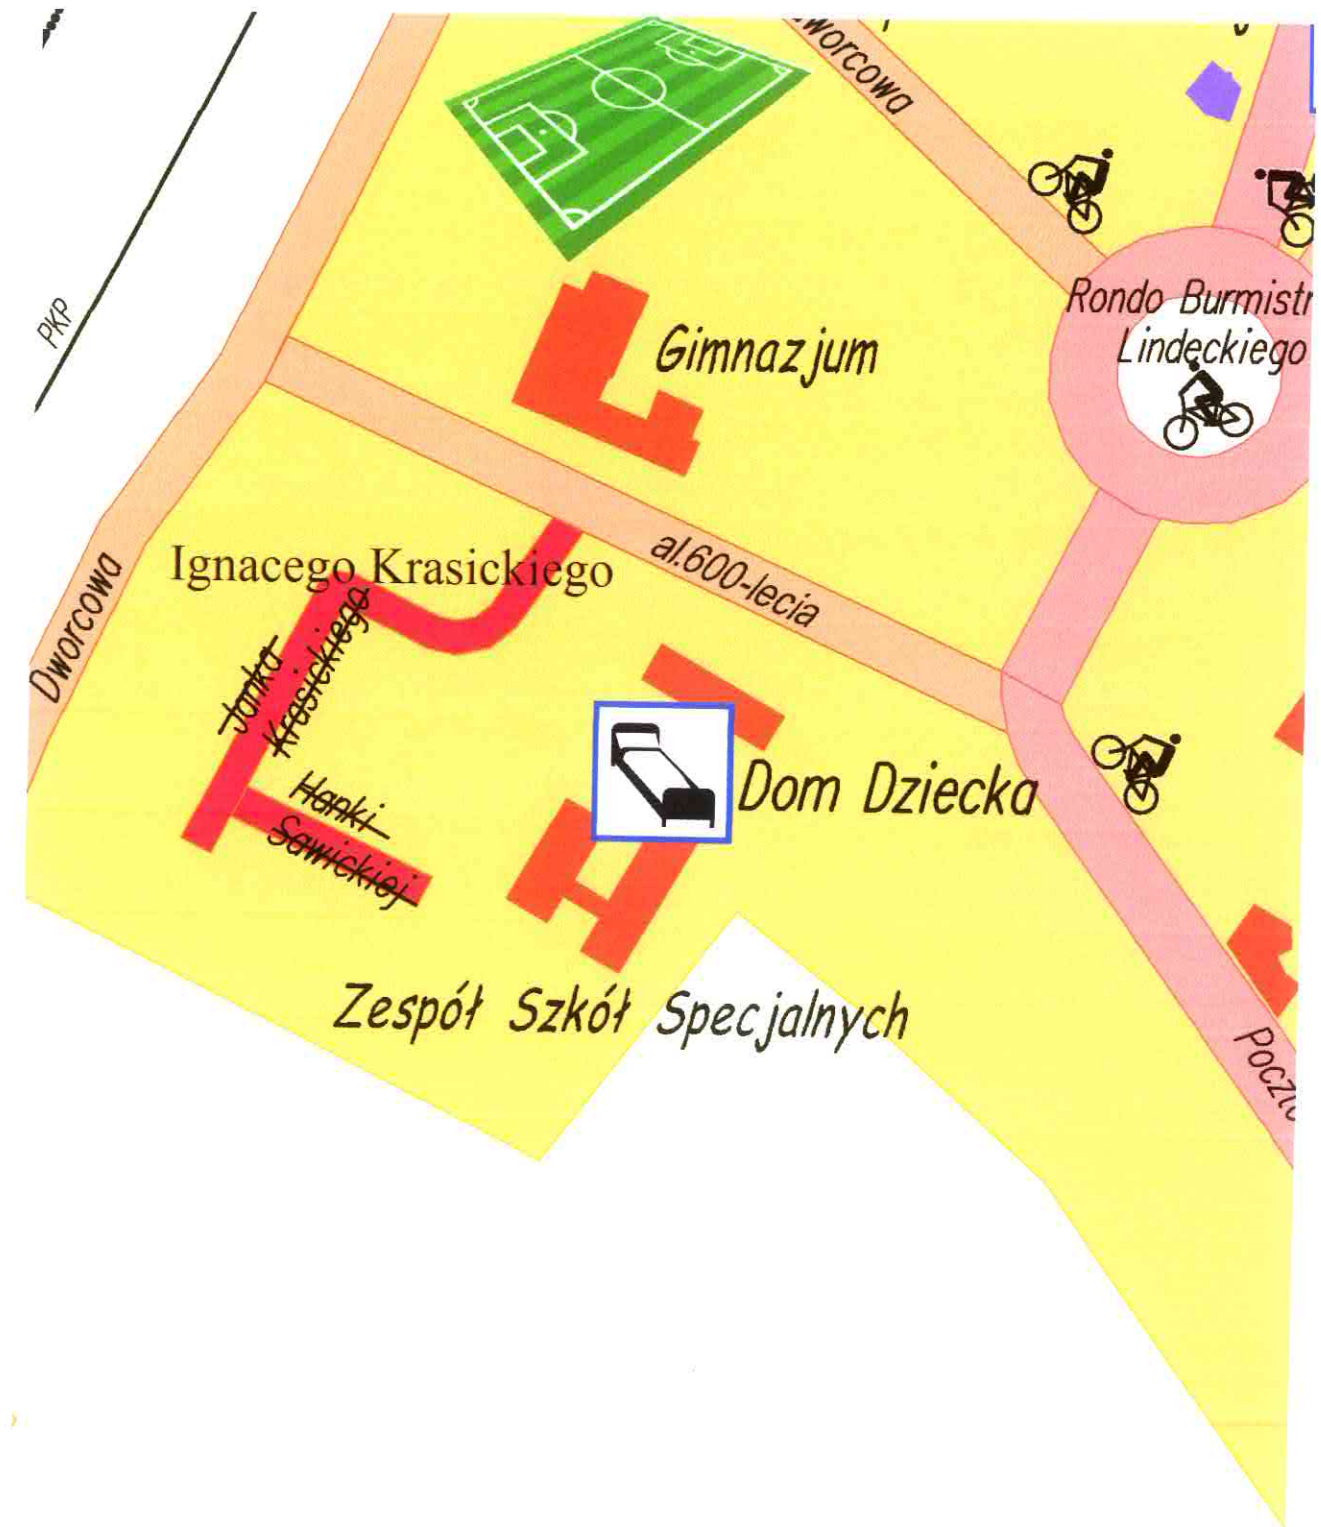 worcowa
PKP
Rondo Burmistr
Lindeckiego
Gimnazjum
al.600-lecia
Ignacego Krasickiego
Dworcowa
Janka
Krasickiego
Hanki
Sawickiej
Dom Dziecka
Zespół Szkół Specjalnych
Poczto